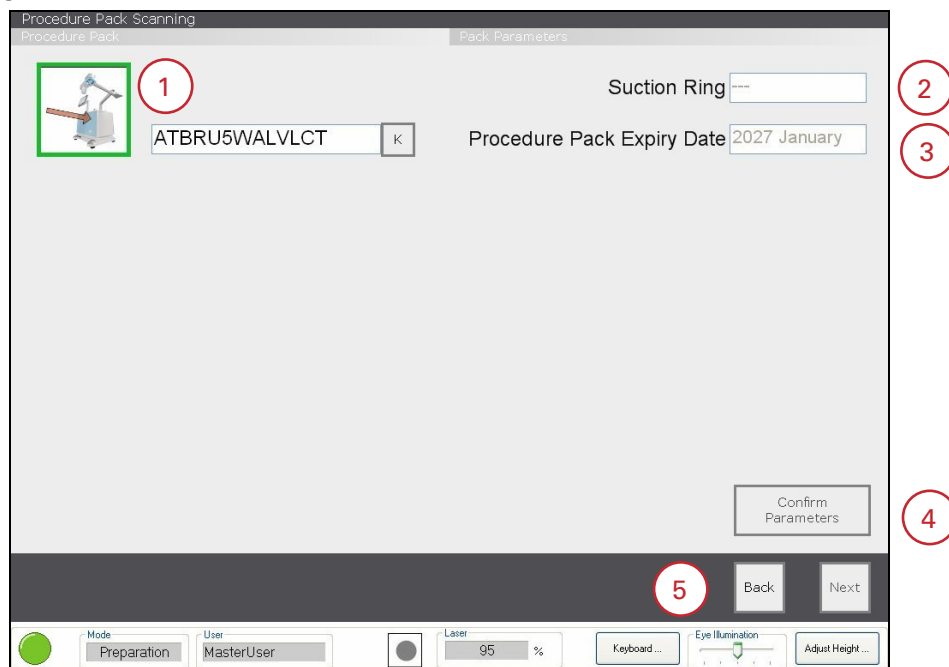 Procedure Pack Scanning
Procedure Pack
Pack Parameters
1
Suction Ring ---
2
ATBRU5WALVLCT K
Procedure Pack Expiry Date 2027 January
3
Confirm
Parameters
4
5
Back
Next
Mode
Preparation
User
MasterUser
Laser
95 %
Keyboard ...
Eye Illumination
Adjust Height ...